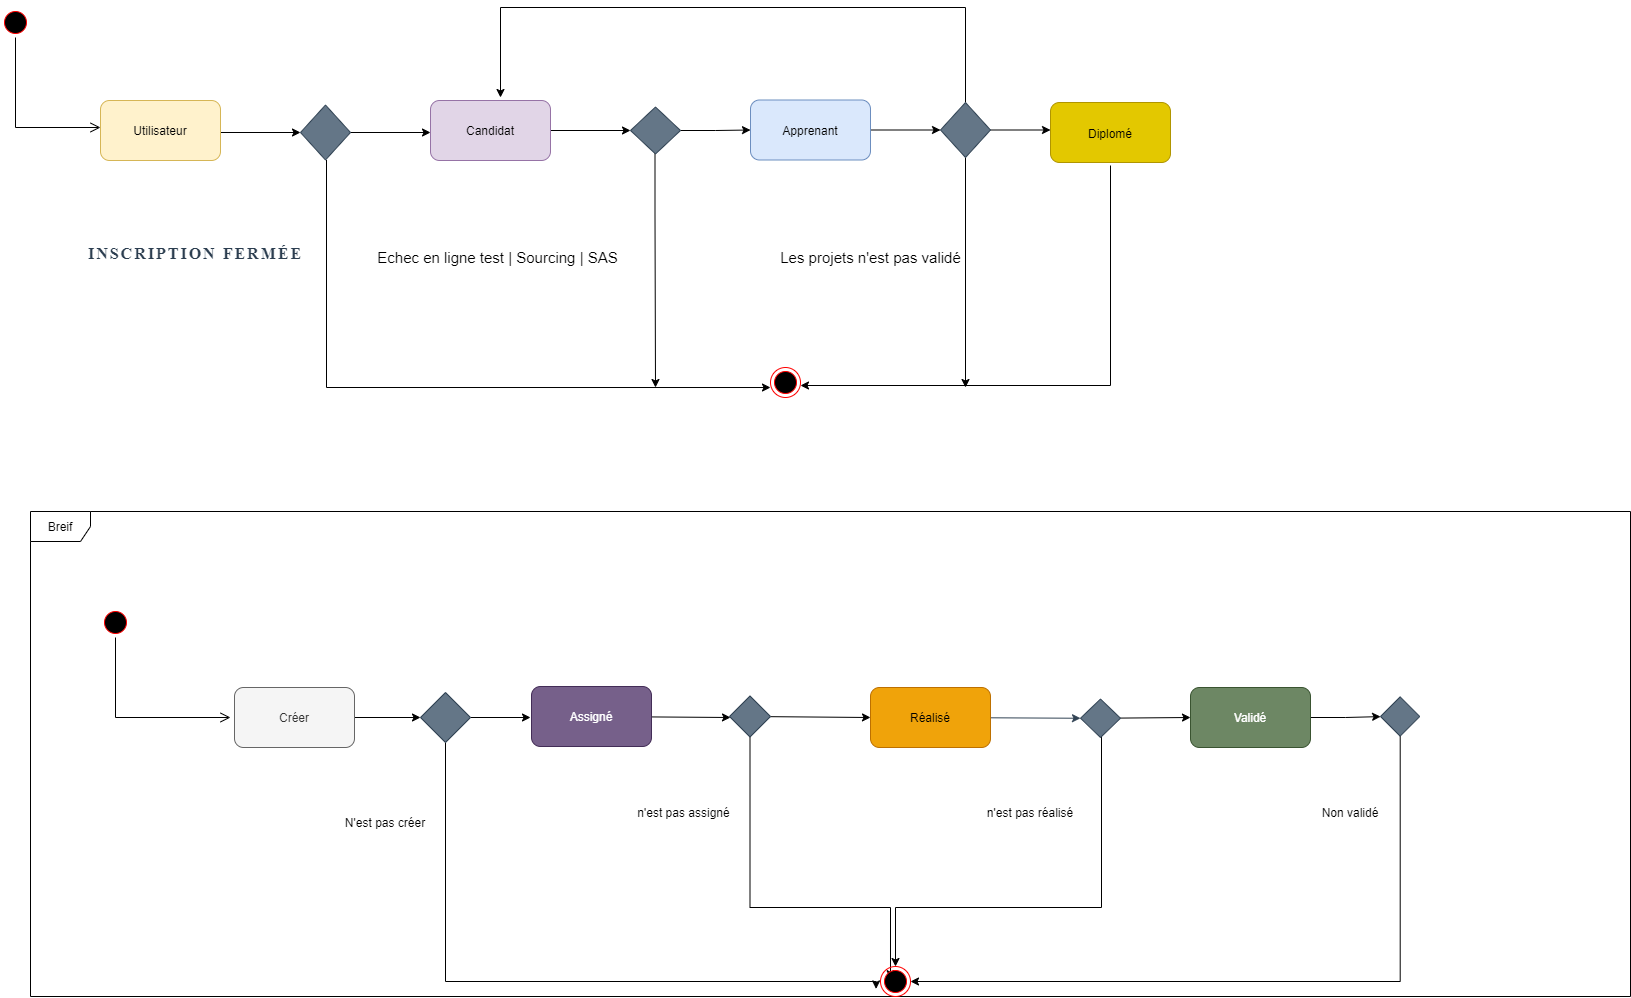 Utilisateur
Candidat
Apprenant
Diplomé
INSCRIPTION FERMÉE
Echec en ligne test | Sourcing | SAS
Les projets n'est pas validé
Breif
Créer
Assigné
Réalisé
Validé
N'est pas créer
n'est pas assigné
n'est pas réalisé
Non validé